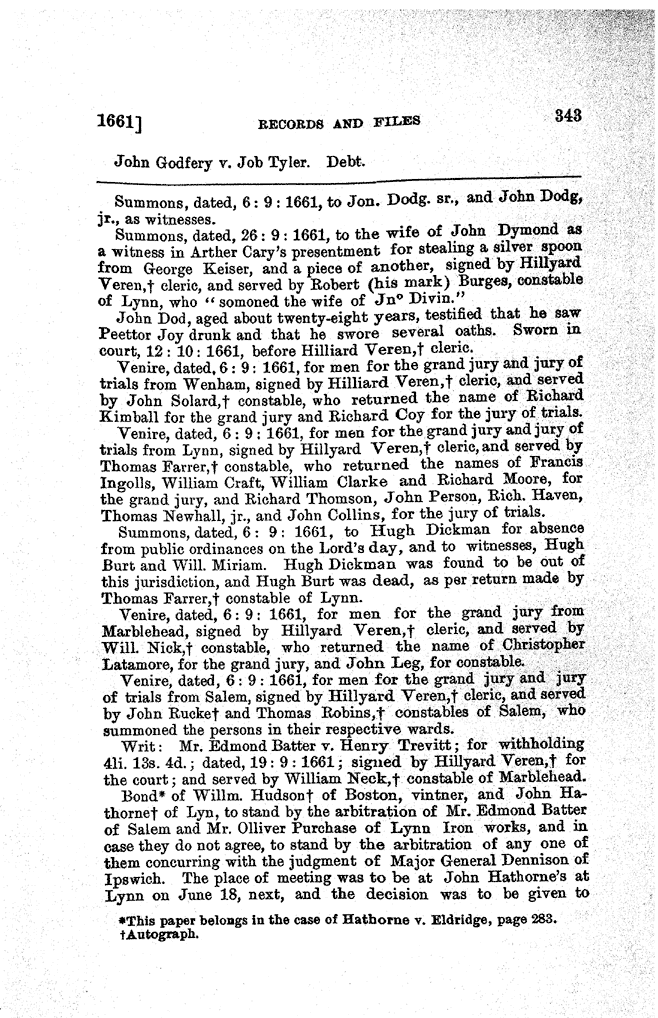 1661]
RECORDS AND FILES
343
John Godfery v. Job Tyler. Debt.
Summons, dated, 6 : 9 : 1661, to Jon. Dodg. sr., and John Dodg,
jr., as witnesses.
Summons, dated, 26 : 9 : 1661, to the wife of John Dymond as
a witness in Arther Cary's presentment for stealing a silver spoon
from George Keiser, and a piece of another, signed by Hillyard
Veren,† cleric, and served by Robert (his mark) Burges, constable
of Lynn, who “ somoned the wife of Jnº Divin.”
John Dod, aged about twenty-eight years, testified that he saw
Peettor Joy drunk and that he swore several oaths. Sworn in
court, 12 : 10 : 1661, before Hilliard Veren,† cleric.
Venire, dated, 6 : 9 : 1661, for men for the grand jury and jury of
trials from Wenham, signed by Hilliard Veren,† cleric, and served
by John Solard,† constable, who returned the name of Richard
Kimball for the grand jury and Richard Coy for the jury of trials.
Venire, dated, 6 : 9 : 1661, for men for the grand jury and jury of
trials from Lynn, signed by Hillyard Veren,† cleric, and served by
Thomas Farrer,† constable, who returned the names of Francis
Ingolls, William Craft, William Clarke and Richard Moore, for
the grand jury, and Richard Thomson, John Person, Rich. Haven,
Thomas Newhall, jr., and John Collins, for the jury of trials.
Summons, dated, 6 : 9 : 1661, to Hugh Dickman for absence
from public ordinances on the Lord's day, and to witnesses, Hugh
Burt and Will. Miriam. Hugh Dickman was found to be out of
this jurisdiction, and Hugh Burt was dead, as per return made by
Thomas Farrer,† constable of Lynn.
Venire, dated, 6 : 9 : 1661, for men for the grand jury from
Marblehead, signed by Hillyard Veren,† cleric, and served by
Will. Nick,† constable, who returned the name of Christopher
Latamore, for the grand jury, and John Leg, for constable.
Venire, dated, 6 : 9 : 1661, for men for the grand jury and jury
of trials from Salem, signed by Hillyard Veren,† cleric, and served
by John Rucke† and Thomas Robins,† constables of Salem, who
summoned the persons in their respective wards.
Writ: Mr. Edmond Batter v. Henry Trevitt ; for withholding
4li. 13s. 4d. ; dated, 19 : 9 : 1661 ; signed by Hillyard Veren,† for
the court ; and served by William Neck,† constable of Marblehead.
Bond* of Willm. Hudson† of Boston, vintner, and John Ha-
thorne† of Lyn, to stand by the arbitration of Mr. Edmond Batter
of Salem and Mr. Olliver Purchase of Lynn Iron works, and in
case they do not agree, to stand by the arbitration of any one of
them concurring with the judgment of Major General Dennison of
Ipswich. The place of meeting was to be at John Hathorne's at
Lynn on June 18, next, and the decision was to be given to
*This paper belongs in the case of Hathorne v. Eldridge, page 283.
†Autograph.